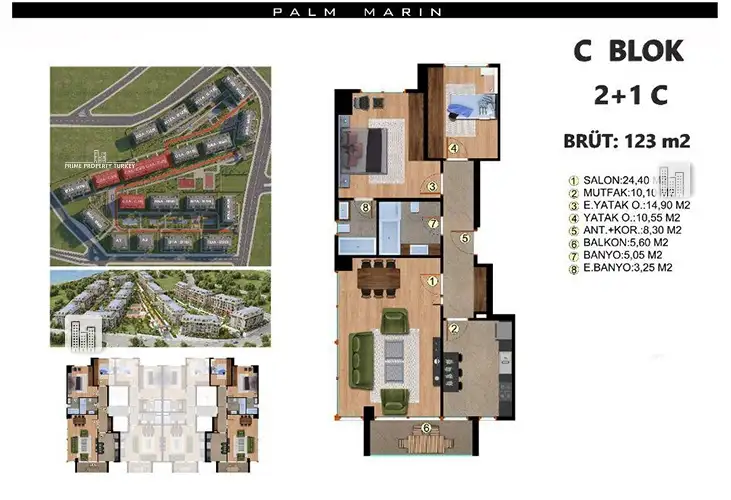 PALM MARIN
C BLOK
2+1 C
BRÜT: 123 m2
① SALON:24,40 M2
② MUTFAK:10,10 M2
③ E.YATAK O.:14,90 M2
④ YATAK O.:10,55 M2
⑤ ANT.+KOR.:8,30 M2
⑥ BALKON:5,60 M2
⑦ BANYO:5,05 M2
⑧ E.BANYO:3,25 M2
PRIME PROPERTY TURKEY
4
3
8
7
5
1
2
6